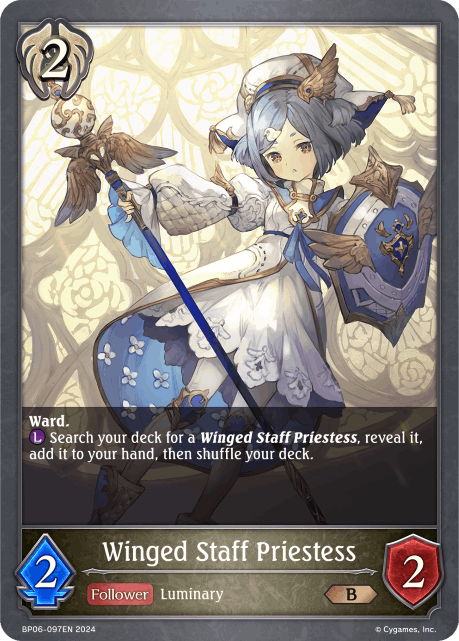 2
Ward.
L Search your deck for a Winged Staff Priestess, reveal it,
add it to your hand, then shuffle your deck.
Winged Staff Priestess
2
Follower Luminary
B
2
BP06-097EN 2024
© Cygames, Inc.